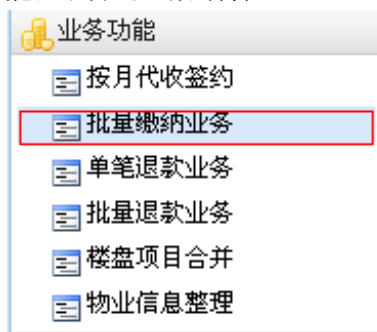 业务功能
按月代收签约
批量缴纳业务
单笔退款业务
批量退款业务
楼盘项目合并
物业信息整理